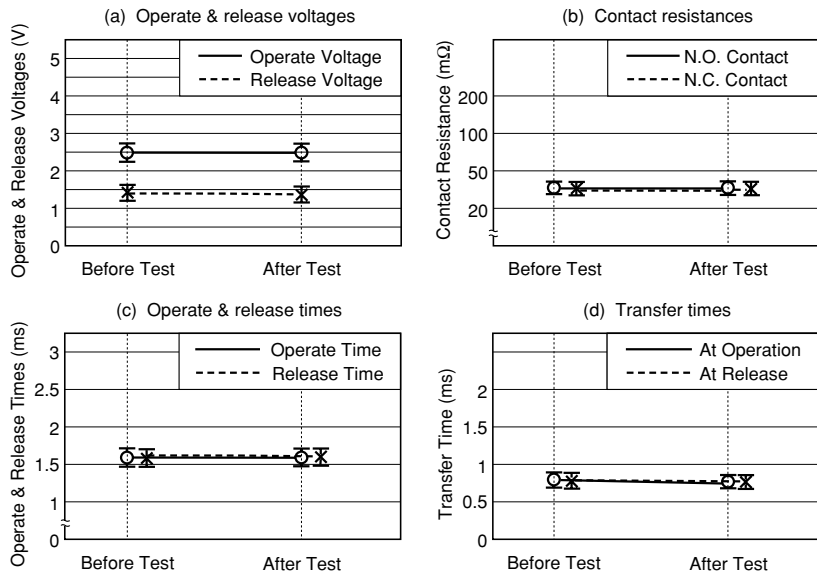 (a) Operate & release voltages
Operate & Release Voltages (V)
5
4
3
2
1
0
Operate Voltage
Release Voltage
Before Test
After Test
(b) Contact resistances
Contact Resistance (mΩ)
200
100
50
20
≈
N.O. Contact
N.C. Contact
Before Test
After Test
(c) Operate & release times
Operate & Release Times (ms)
3
2.5
2
1.5
1
≈
0
Operate Time
Release Time
Before Test
After Test
(d) Transfer times
Transfer Time (ms)
2
1
0.5
0
At Operation
At Release
Before Test
After Test